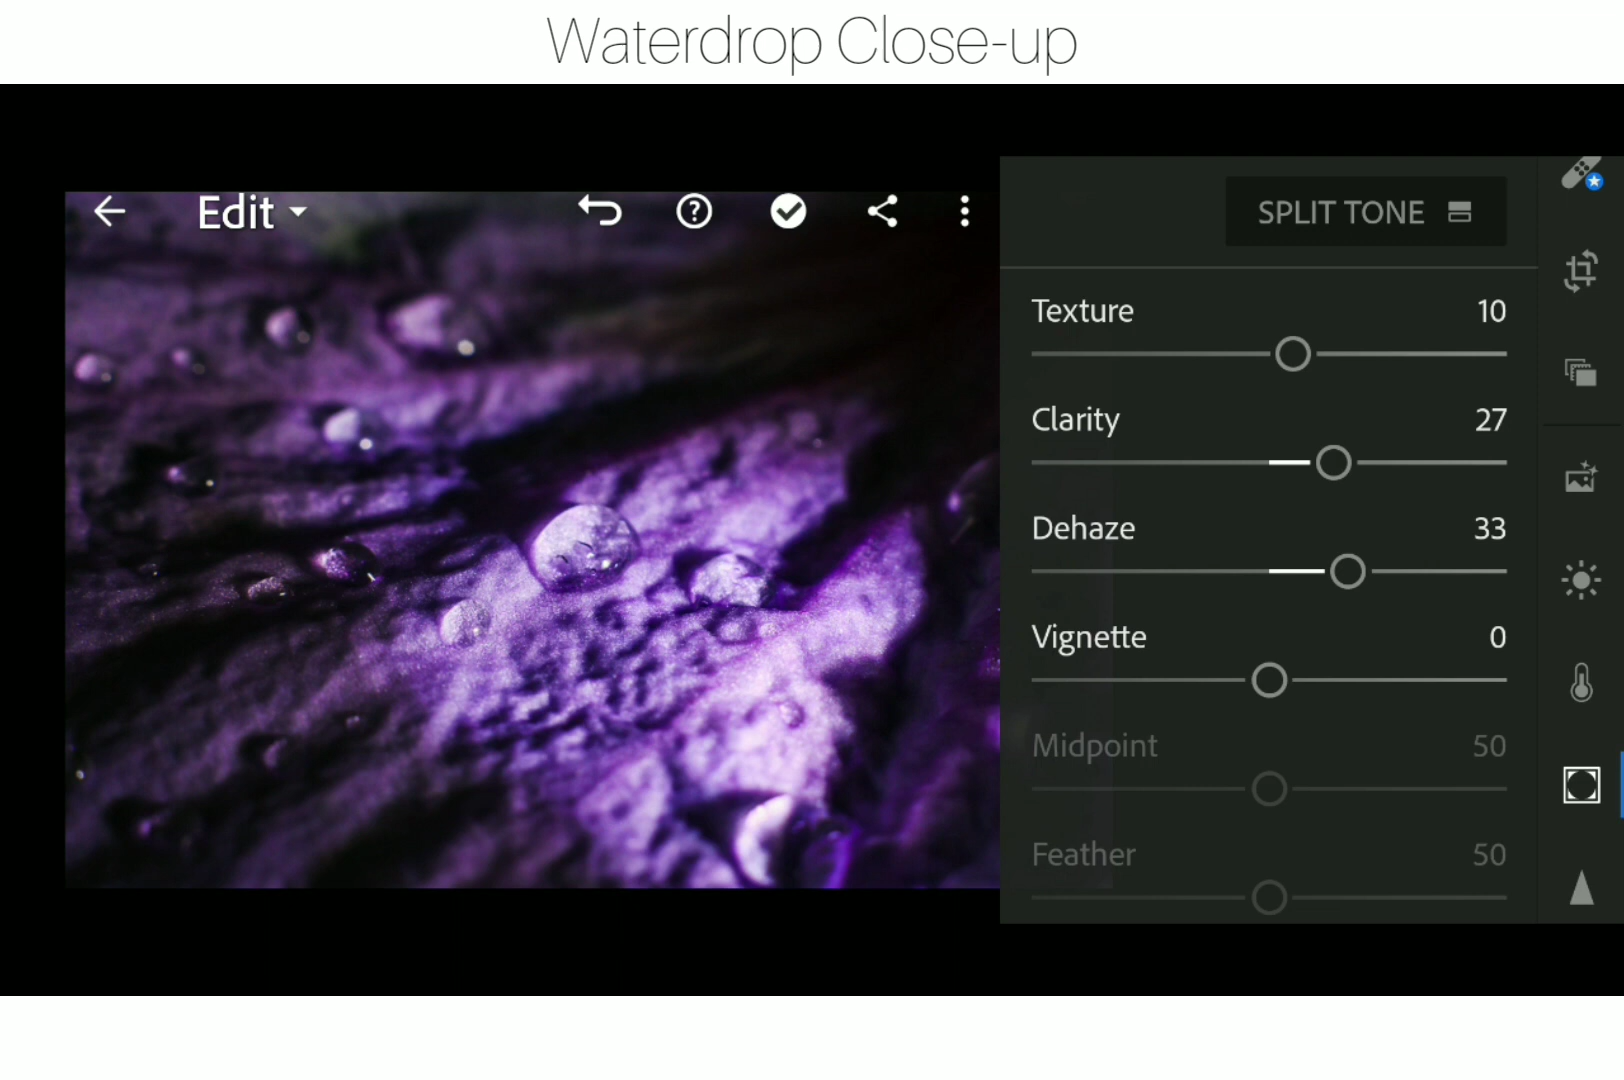 Waterdrop Close-up
Edit
SPLIT TONE
Texture 10
Clarity 27
Dehaze 33
Vignette 0
Midpoint 50
Feather 50